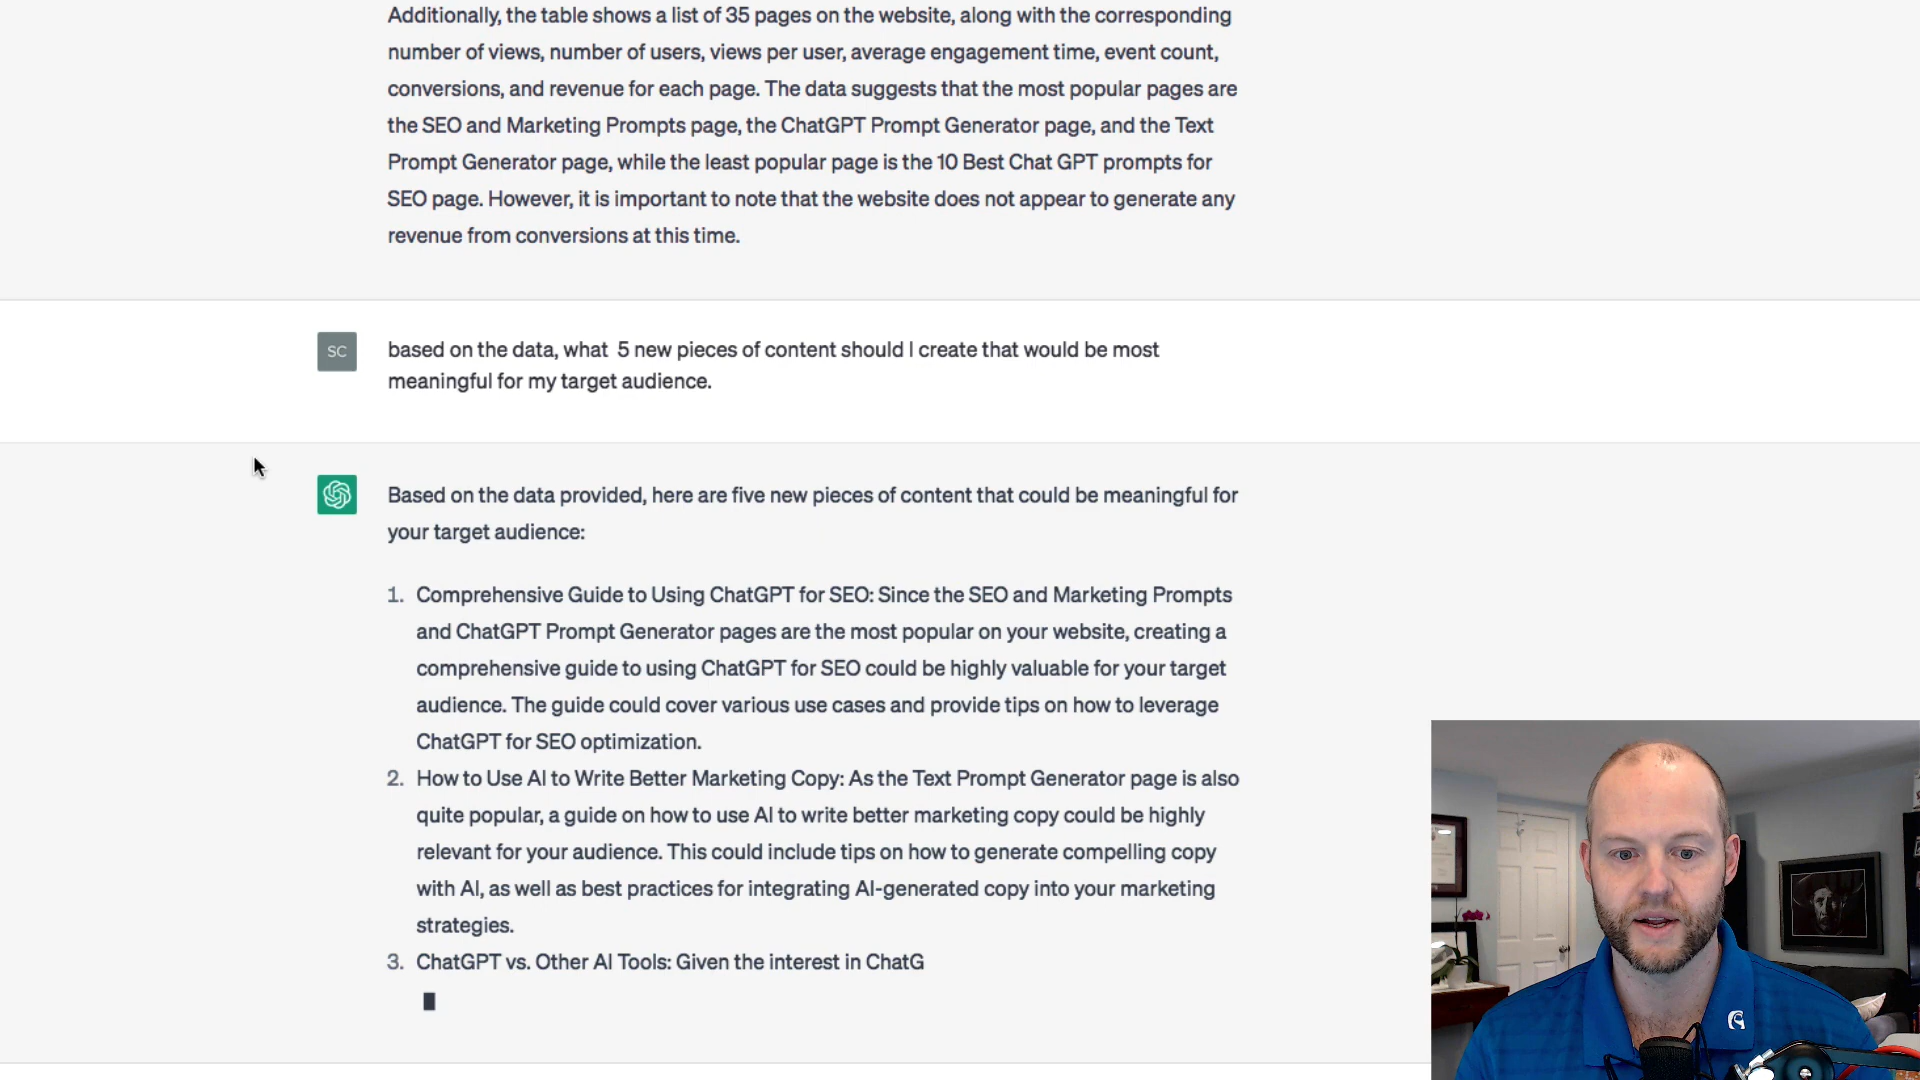 Additionally, the table shows a list of 35 pages on the website, along with the corresponding
number of views, number of users, views per user, average engagement time, event count,
conversions, and revenue for each page. The data suggests that the most popular pages are
the SEO and Marketing Prompts page, the ChatGPT Prompt Generator page, and the Text
Prompt Generator page, while the least popular page is the 10 Best Chat GPT prompts for
SEO page. However, it is important to note that the website does not appear to generate any
revenue from conversions at this time.
SC
based on the data, what  5 new pieces of content should I create that would be most
meaningful for my target audience.
Based on the data provided, here are five new pieces of content that could be meaningful for
your target audience:
1. Comprehensive Guide to Using ChatGPT for SEO: Since the SEO and Marketing Prompts
and ChatGPT Prompt Generator pages are the most popular on your website, creating a
comprehensive guide to using ChatGPT for SEO could be highly valuable for your target
audience. The guide could cover various use cases and provide tips on how to leverage
ChatGPT for SEO optimization.
2. How to Use AI to Write Better Marketing Copy: As the Text Prompt Generator page is also
quite popular, a guide on how to use AI to write better marketing copy could be highly
relevant for your audience. This could include tips on how to generate compelling copy
with AI, as well as best practices for integrating AI-generated copy into your marketing
strategies.
3. ChatGPT vs. Other AI Tools: Given the interest in ChatG